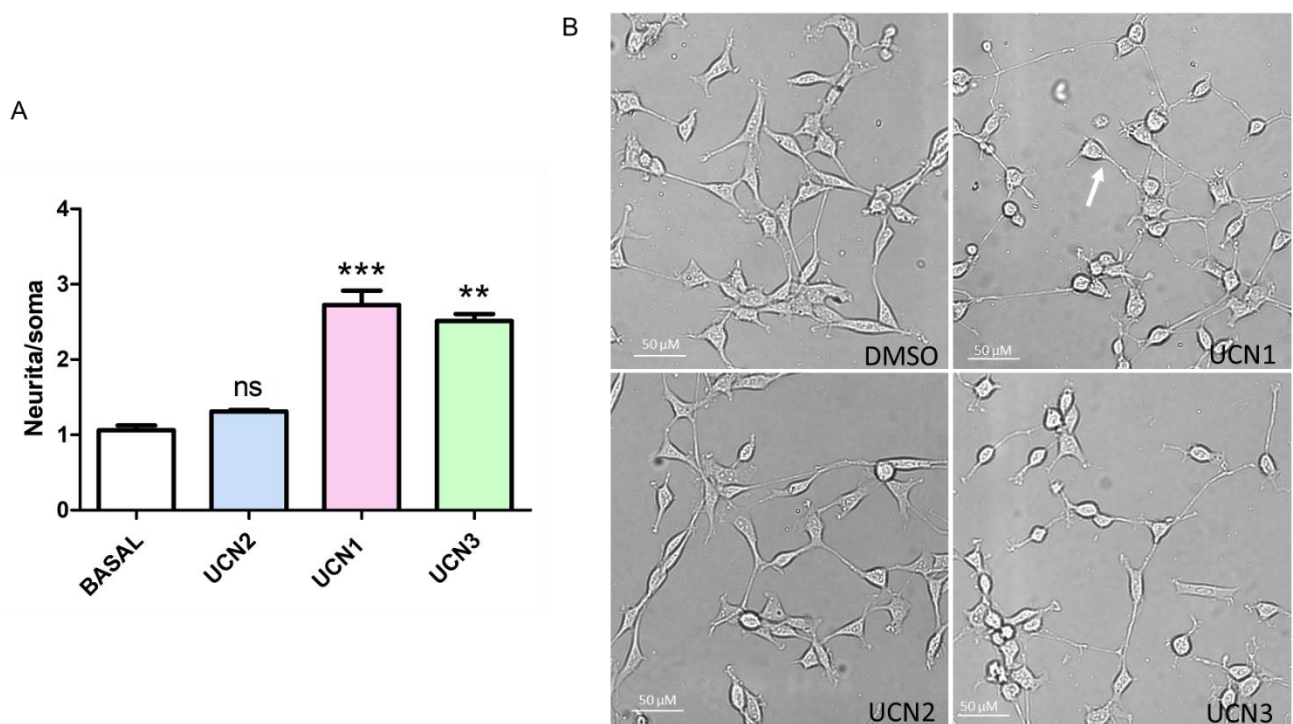 A
Neurita/soma
4
3
2
1
0
ns
***
**
BASAL
UCN2
UCN1
UCN3
B
50 µM
DMSO
50 µM
UCN1
50 µM
UCN2
50 µM
UCN3